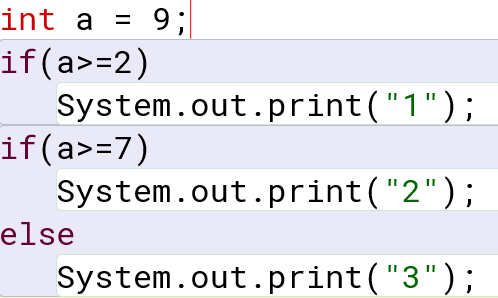 int a = 9;
if(a>=2)
    System.out.print("1");
if(a>=7)
    System.out.print("2");
else
    System.out.print("3");